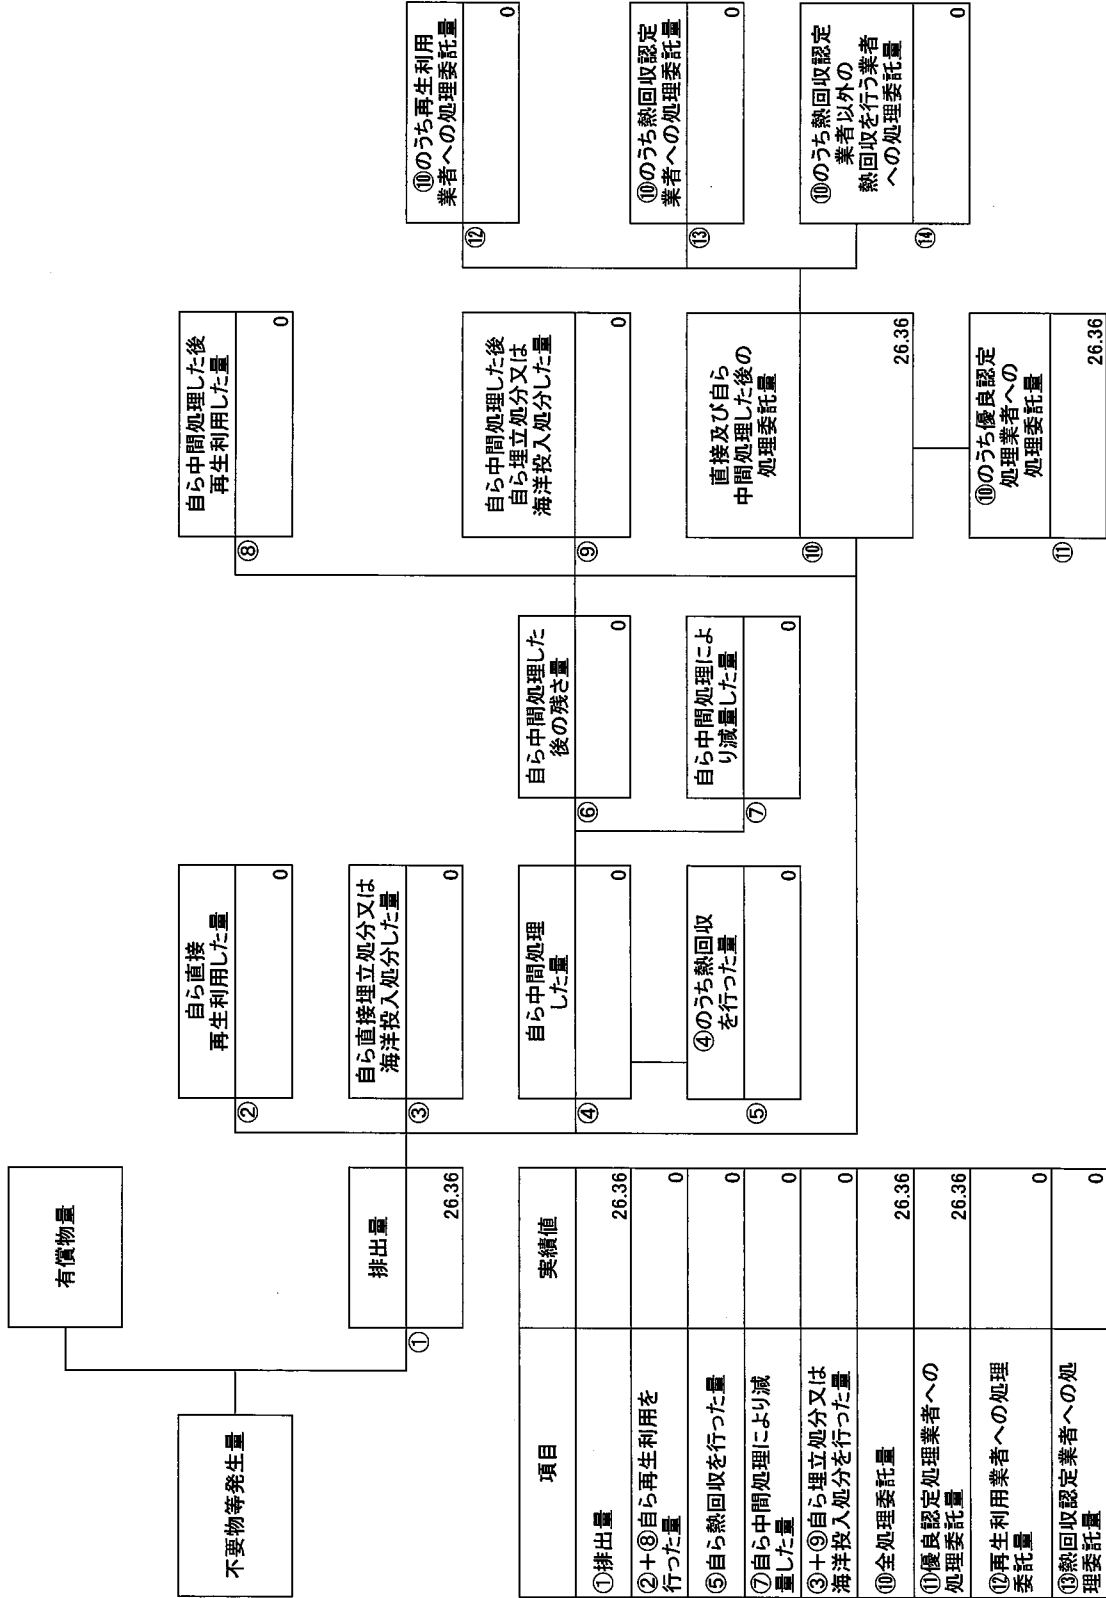 不要物等発生量
有償物量
①
排出量
26.36
②
自ら直接
再生利用した量
0
③
自ら直接埋立処分又は
海洋投入処分した量
0
④
自ら中間処理
した量
0
⑤
④のうち熱回収
を行った量
0
⑥
自ら中間処理した
後の残さ量
0
⑦
自ら中間処理によ
り減量した量
0
⑧
自ら中間処理した後
再生利用した量
0
⑨
自ら中間処理した後
自ら埋立処分又は
海洋投入処分した量
0
⑩
直接及び自ら
中間処理した後の
処理委託量
26.36
⑪
⑩のうち優良認定
処理業者への
処理委託量
26.36
⑫
⑩のうち再生利用
業者への処理委託量
0
⑬
⑩のうち熱回収認定
業者への処理委託量
0
⑭
⑩のうち熱回収認定
業者以外の
熱回収を行う業者
への処理委託量
0
項目 実績値
①排出量 26.36
②+⑧自ら再生利用を
行った量 0
⑤自ら熱回収を行った量 0
⑦自ら中間処理により減
量した量 0
③+⑨自ら埋立処分又は
海洋投入処分を行った量 0
⑩全処理委託量 26.36
⑪優良認定処理業者への
処理委託量 26.36
⑫再生利用業者への処理
委託量 0
⑬熱回収認定業者への処
理委託量 0